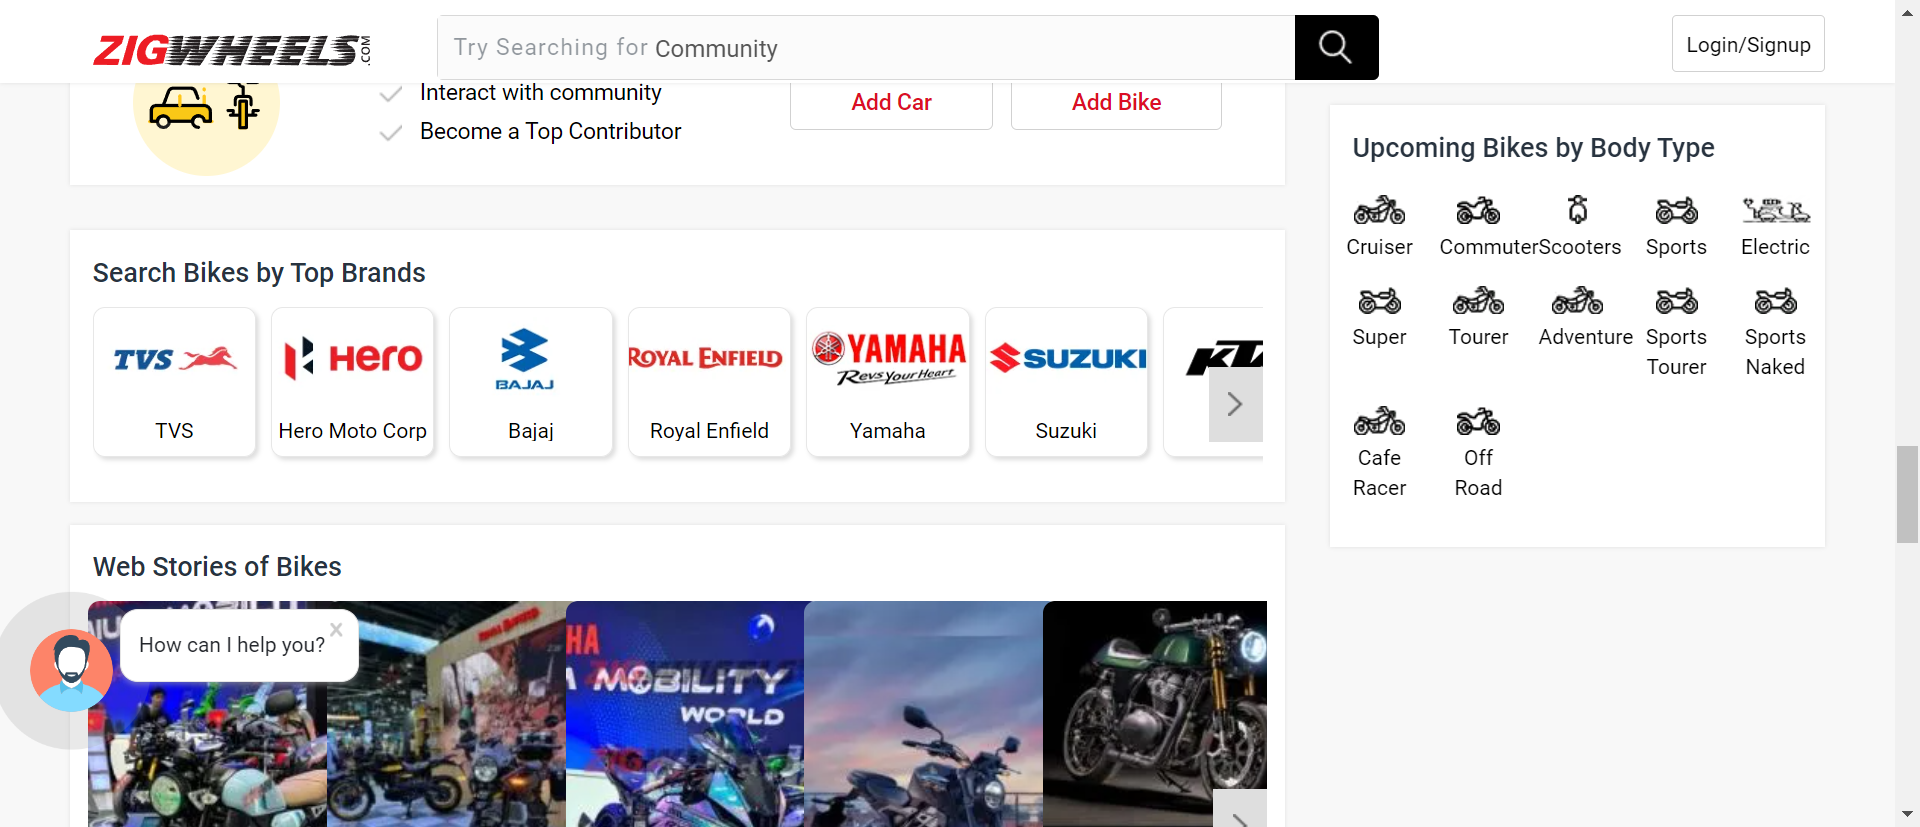 ZIGWHEELS.COM
Try Searching for Community
Login/Signup
Interact with community
Become a Top Contributor
Add Car
Add Bike
Search Bikes by Top Brands
TVS
TVS
HERO
Hero Moto Corp
BAJAJ
Bajaj
ROYAL ENFIELD
Royal Enfield
YAMAHA
Revs Your Heart
Yamaha
SUZUKI
Suzuki
KTM
Web Stories of Bikes
How can I help you?
×
MOBILITY
WORLD
Upcoming Bikes by Body Type
Cruiser
Commuter
Scooters
Sports
Electric
Super
Tourer
Adventure
Sports
Tourer
Sports
Naked
Cafe
Racer
Off
Road